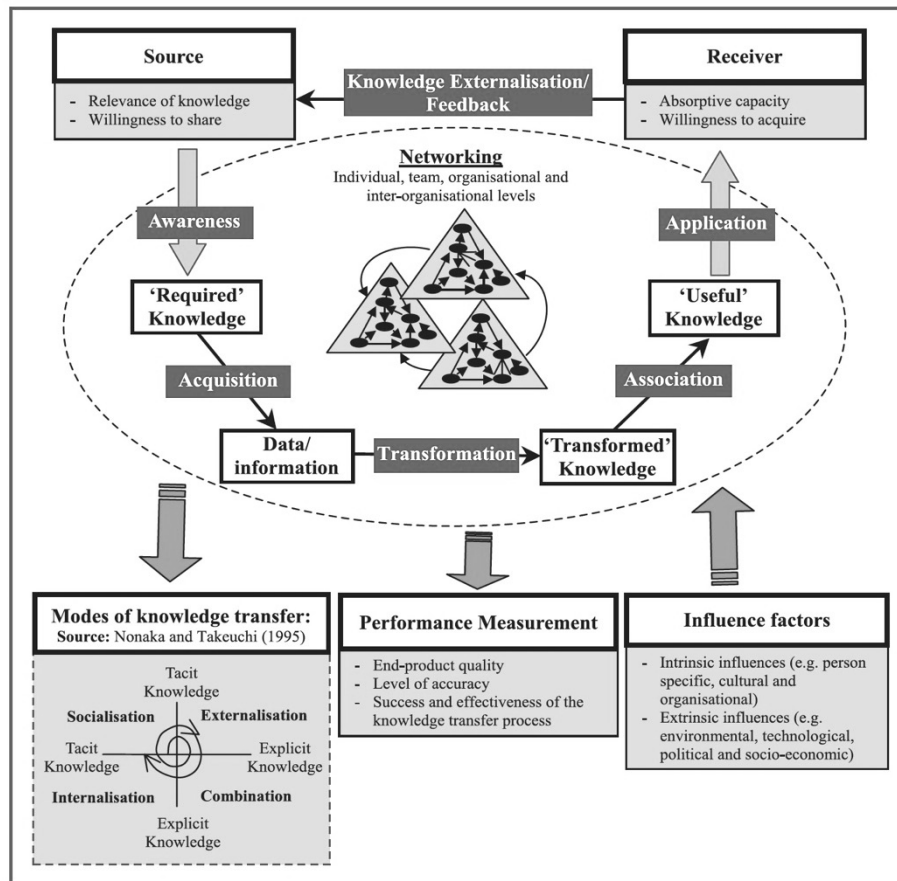 Source
- Relevance of knowledge
- Willingness to share
Knowledge Externalisation/
Feedback
Receiver
- Absorptive capacity
- Willingness to acquire
Networking
Individual, team, organisational and
inter-organisational levels
Awareness
Application
'Required'
Knowledge
'Useful'
Knowledge
Acquisition
Association
Data/
information
Transformation
'Transformed'
Knowledge
Modes of knowledge transfer:
Source: Nonaka and Takeuchi (1995)
Tacit
Knowledge
Socialisation
Externalisation
Tacit
Knowledge
Explicit
Knowledge
Internalisation
Combination
Explicit
Knowledge
Performance Measurement
- End-product quality
- Level of accuracy
- Success and effectiveness of the
knowledge transfer process
Influence factors
- Intrinsic influences (e.g. person
specific, cultural and
organisational)
- Extrinsic influences (e.g.
environmental, technological,
political and socio-economic)